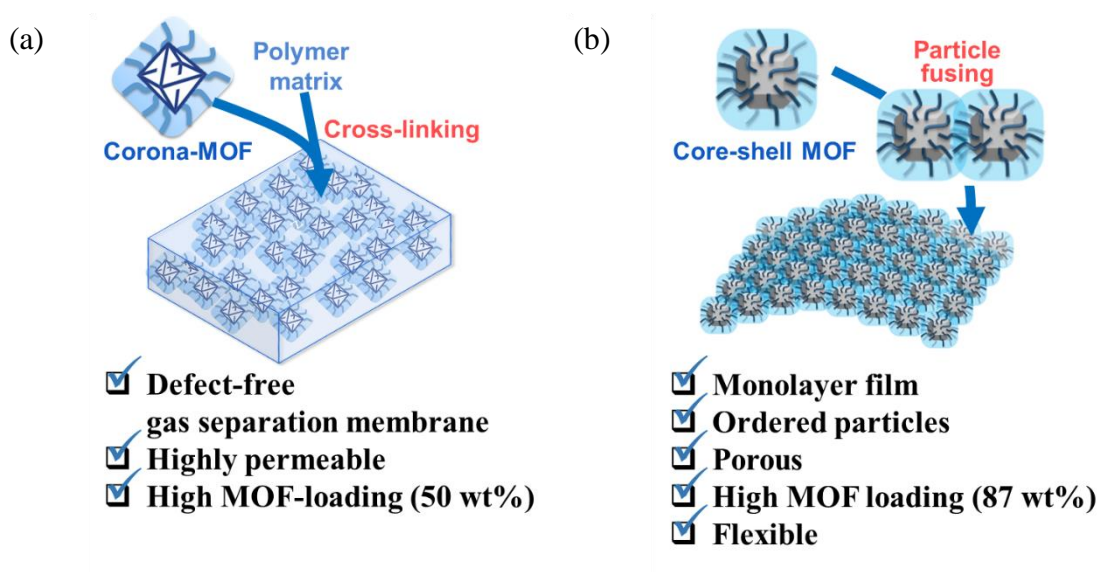 (a)
Polymer
matrix
Cross-linking
Corona-MOF
Defect-free
gas separation membrane
Highly permeable
High MOF-loading (50 wt%)
(b)
Particle
fusing
Core-shell MOF
Monolayer film
Ordered particles
Porous
High MOF loading (87 wt%)
Flexible